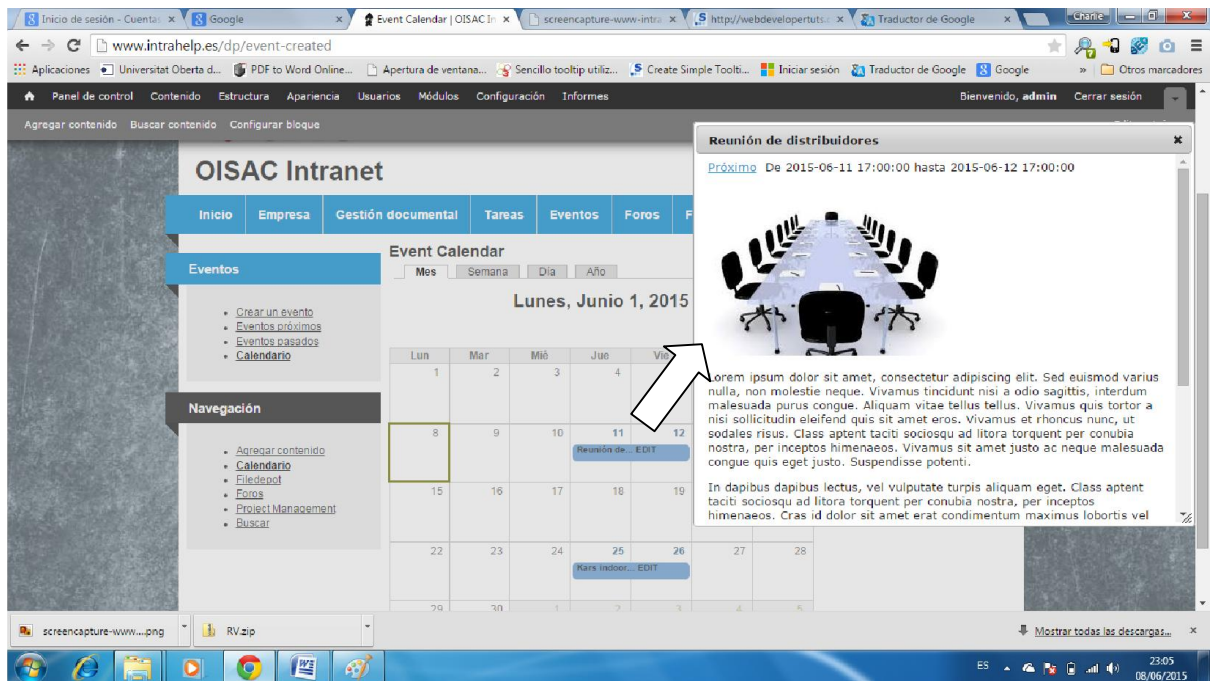 Inicio de sesión - Cuenta
Google
Event Calendar | OISAC In
screencapture-www-intra
http://webdevelopertuts.
Traductor de Google
Charlie
www.intrahelp.es/dp/event-created
Aplicaciones
Universitat Oberta d...
PDF to Word Online...
Apertura de ventana...
Sencillo tooltip utiliz...
Create Simple Toolti...
Iniciar sesión
Traductor de Google
Google
»
Otros marcadores
Panel de control Contenido Estructura Apariencia Usuarios Módulos Configuración Informes
Bienvenido, admin Cerrar sesión
Agregar contenido Buscar contenido Configurar bloque
OISAC Intranet
Inicio Empresa Gestión documental Tareas Eventos Foros F
Eventos
Crear un evento
Eventos próximos
Eventos pasados
Calendario
Navegación
Agregar contenido
Calendario
Filedepot
Foros
Project Management
Buscar
Event Calendar
Mes Semana Día Año
Lunes, Junio 1, 2015
Lun Mar Mié Jue Vie
1 2 3 4
8 9 10 11 12
Reunión de... EDIT
15 16 17 18 19
22 23 24 25 26 27 28
Kars Indoor... EDIT
29 30 1 2 3 4 5
Reunión de distribuidores
Próximo De 2015-06-11 17:00:00 hasta 2015-06-12 17:00:00
Lorem ipsum dolor sit amet, consectetur adipiscing elit. Sed euismod varius
nulla, non molestie neque. Vivamus tincidunt nisi a odio sagittis, interdum
malesuada purus congue. Aliquam vitae tellus tellus. Vivamus quis tortor a
nisi sollicitudin eleifend quis sit amet eros. Vivamus et rhoncus nunc, ut
sodales risus. Class aptent taciti sociosqu ad litora torquent per conubia
nostra, per inceptos himenaeos. Vivamus sit amet justo ac neque malesuada
congue quis eget justo. Suspendisse potenti.
In dapibus dapibus lectus, vel vulputate turpis aliquam eget. Class aptent
taciti sociosqu ad litora torquent per conubia nostra, per inceptos
himenaeos. Cras id dolor sit amet erat condimentum maximus lobortis vel
screencapture-www....png
RV.zip
Mostrar todas las descargas...
ES
23:05
08/06/2015